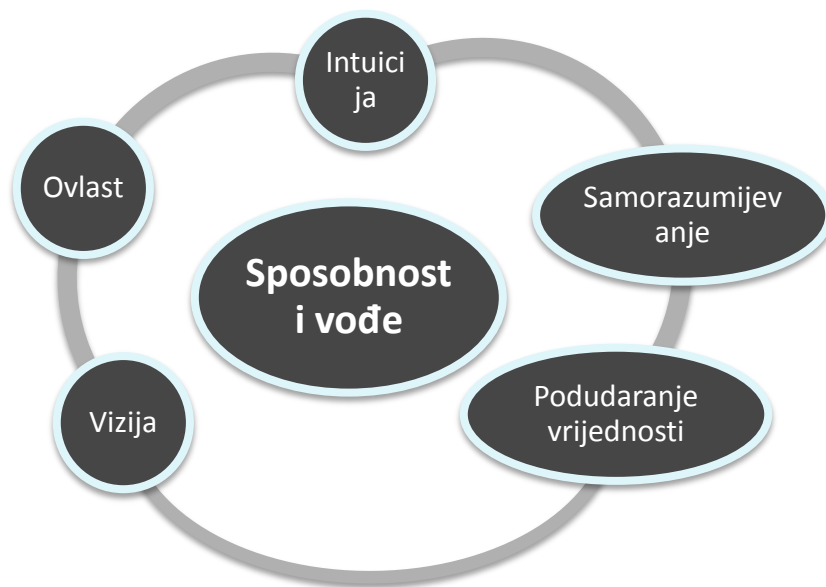 Intuici
ja
Ovlast
Samorazumijev
anje
Sposobnost
i vođe
Podudaranje
vrijednosti
Vizija